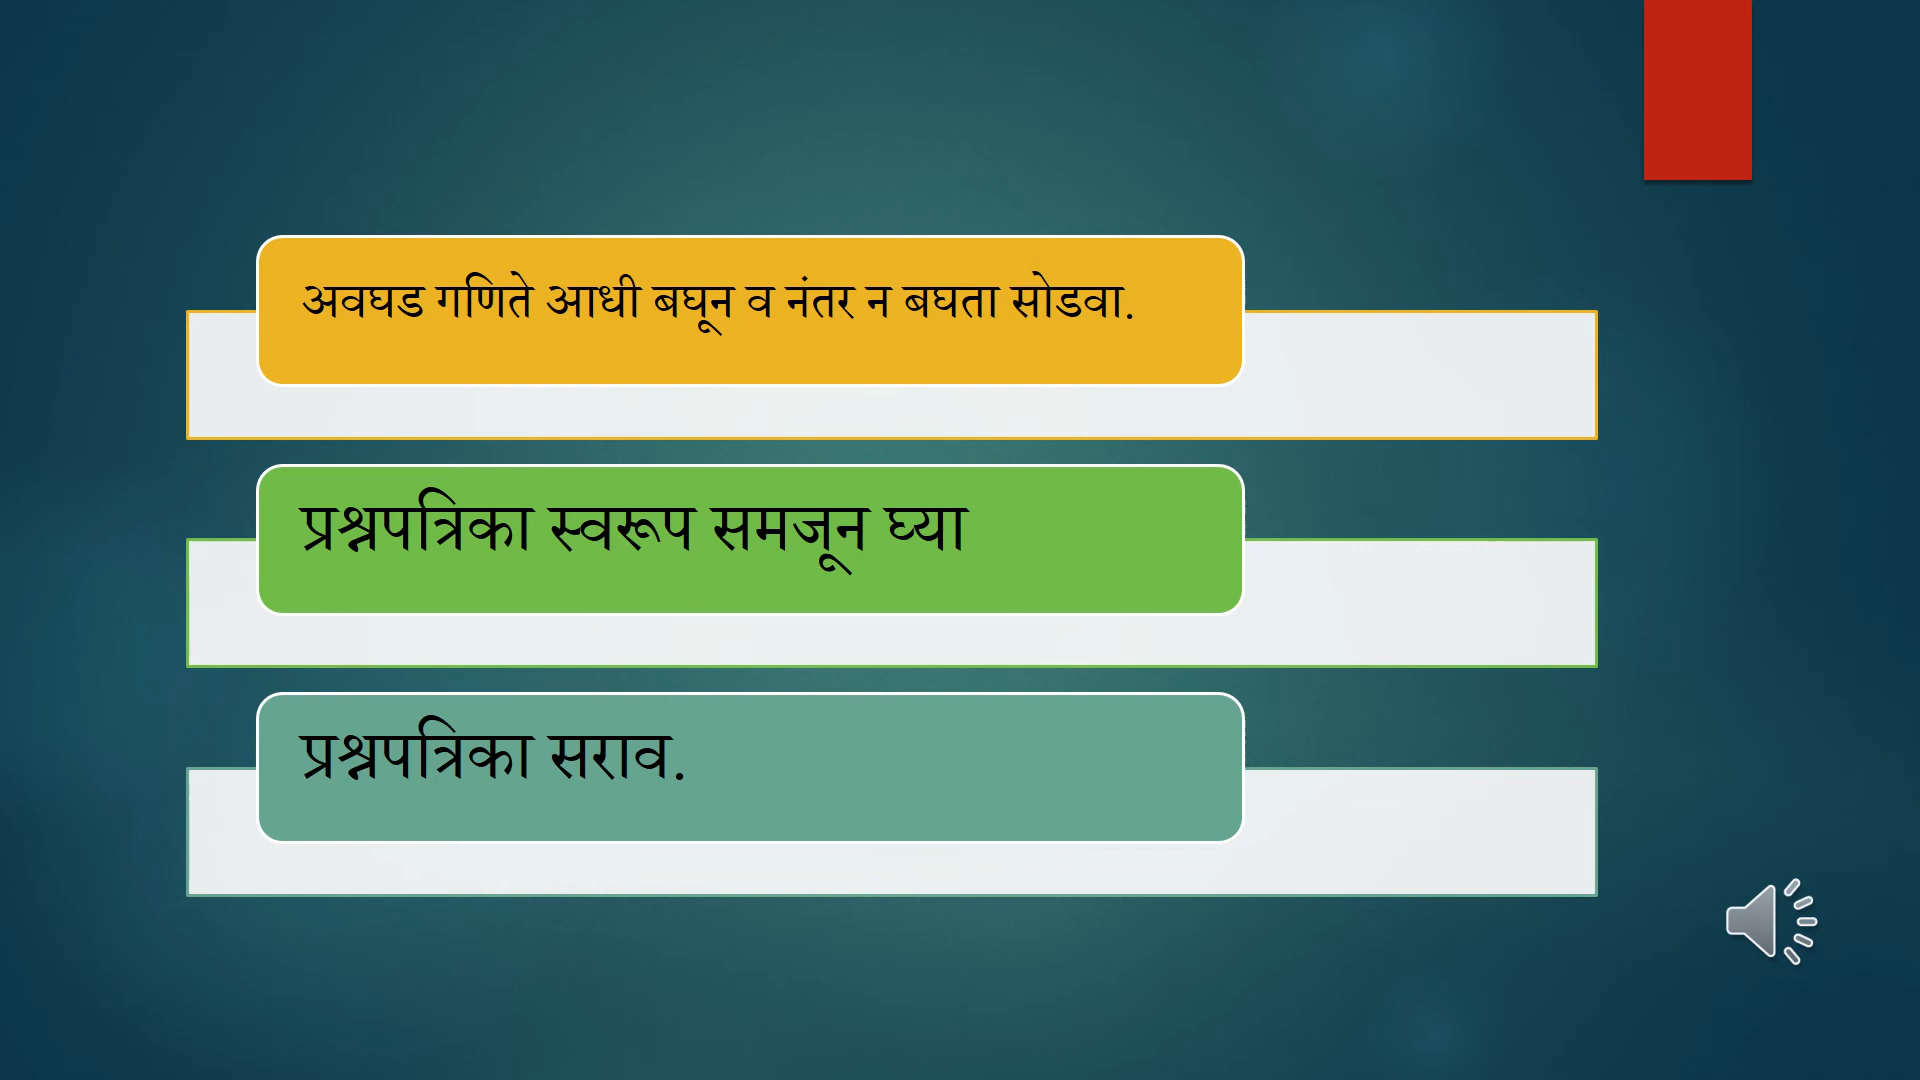 अवघड गणिते आधी बघून व नंतर न बघता सोडवा.
प्रश्नपत्रिका स्वरूप समजून घ्या
प्रश्नपत्रिका सराव.